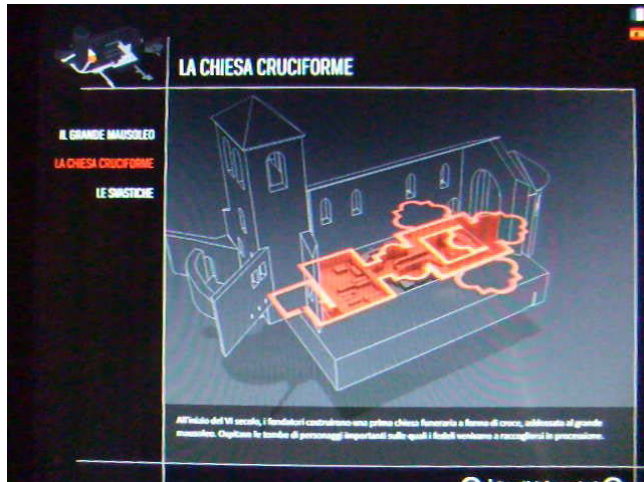 LA CHIESA CRUCIFORME
IL GRANDE MAUSOLEO
LA CHIESA CRUCIFORME
LE SVASTICHE
All'inizio del VI secolo, i fondatori costruirono una prima chiesa funeraria a forma di croce, addossata al grande
mausoleo. Ospitava le tombe di personaggi importanti sulle quali i fedeli venivano a raccogliersi in processione.